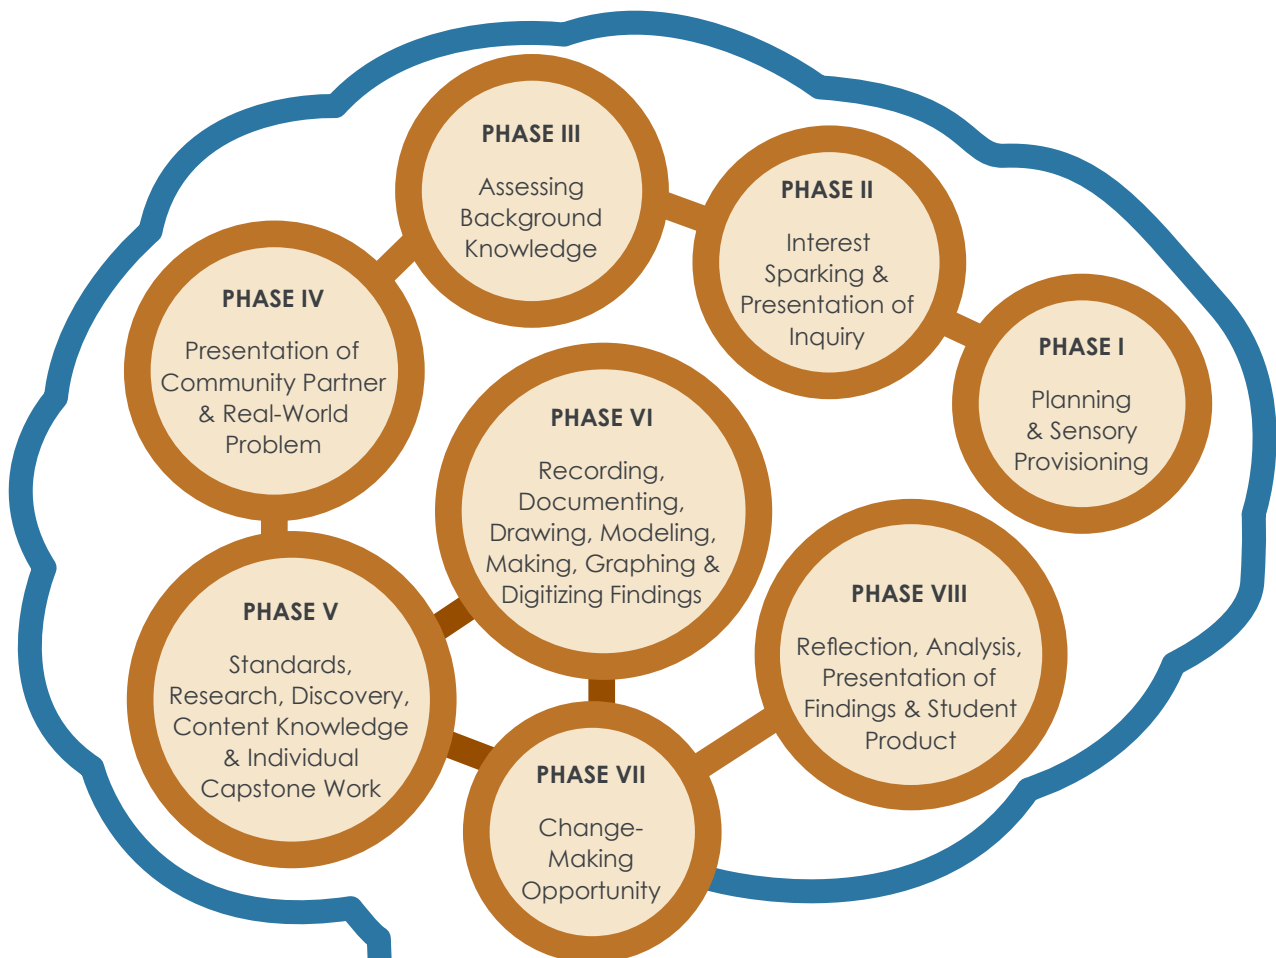 PHASE I
Planning
& Sensory
Provisioning
PHASE II
Interest
Sparking &
Presentation of
Inquiry
PHASE III
Assessing
Background
Knowledge
PHASE IV
Presentation of
Community Partner
& Real-World
Problem
PHASE V
Standards,
Research, Discovery,
Content Knowledge
& Individual
Capstone Work
PHASE VI
Recording,
Documenting,
Drawing, Modeling,
Making, Graphing &
Digitizing Findings
PHASE VII
Change-
Making
Opportunity
PHASE VIII
Reflection, Analysis,
Presentation of
Findings & Student
Product